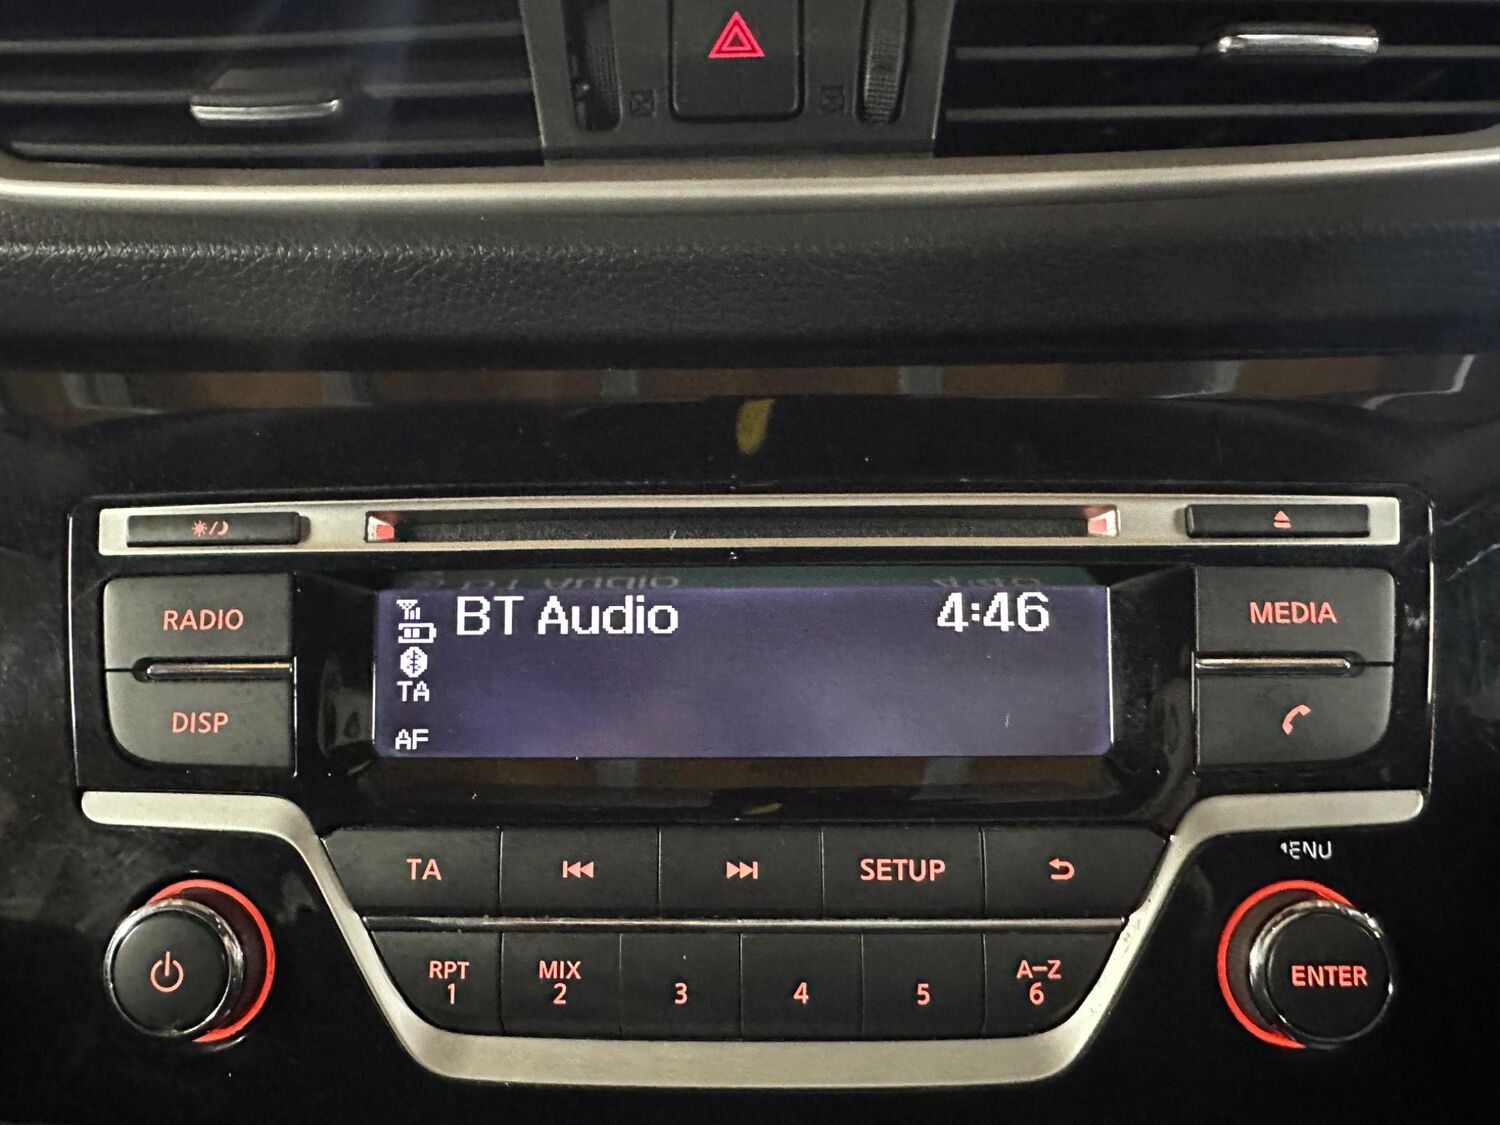 BT Audio 4:46
TA
AF
RADIO
MEDIA
DISP
TA
SETUP
ENU
RPT MIX A–Z
1 2 3 4 5 6
ENTER